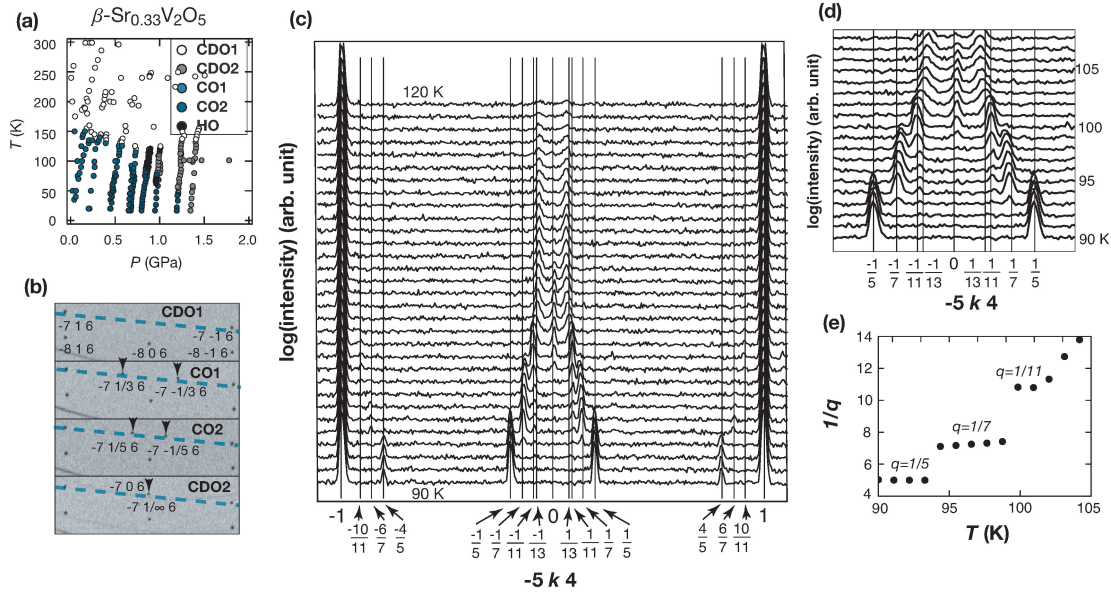 (a)
β-Sr0.33V2O5
300
250
200
150
100
50
0
T (K)
CDO1
CDO2
CO1
CO2
HO
0.0
0.5
1.0
1.5
2.0
P (GPa)
(b)
CDO1
-7 1 6
-7 -1 6
-8 1 6
-8 0 6
-8 -1 6
CO1
-7 1/3 6
-7 -1/3 6
CO2
-7 1/5 6
-7 -1/5 6
CDO2
-7 0 6
-7 1/∞ 6
(c)
log(intensity) (arb. unit)
120 K
90 K
-1
-10/11
-6/7
-4/5
-1/5
-1/7
-1/11
-1/13
0
1/13
1/11
1/7
1/5
4/5
6/7
10/11
1
-5 k 4
(d)
log(intensity) (arb. unit)
105
100
95
90 K
-1/5
-1/7
-1/11
-1/13
0
1/13
1/11
1/7
1/5
-5 k 4
(e)
1/q
14
12
10
8
6
4
q=1/11
q=1/7
q=1/5
90
95
100
105
T (K)